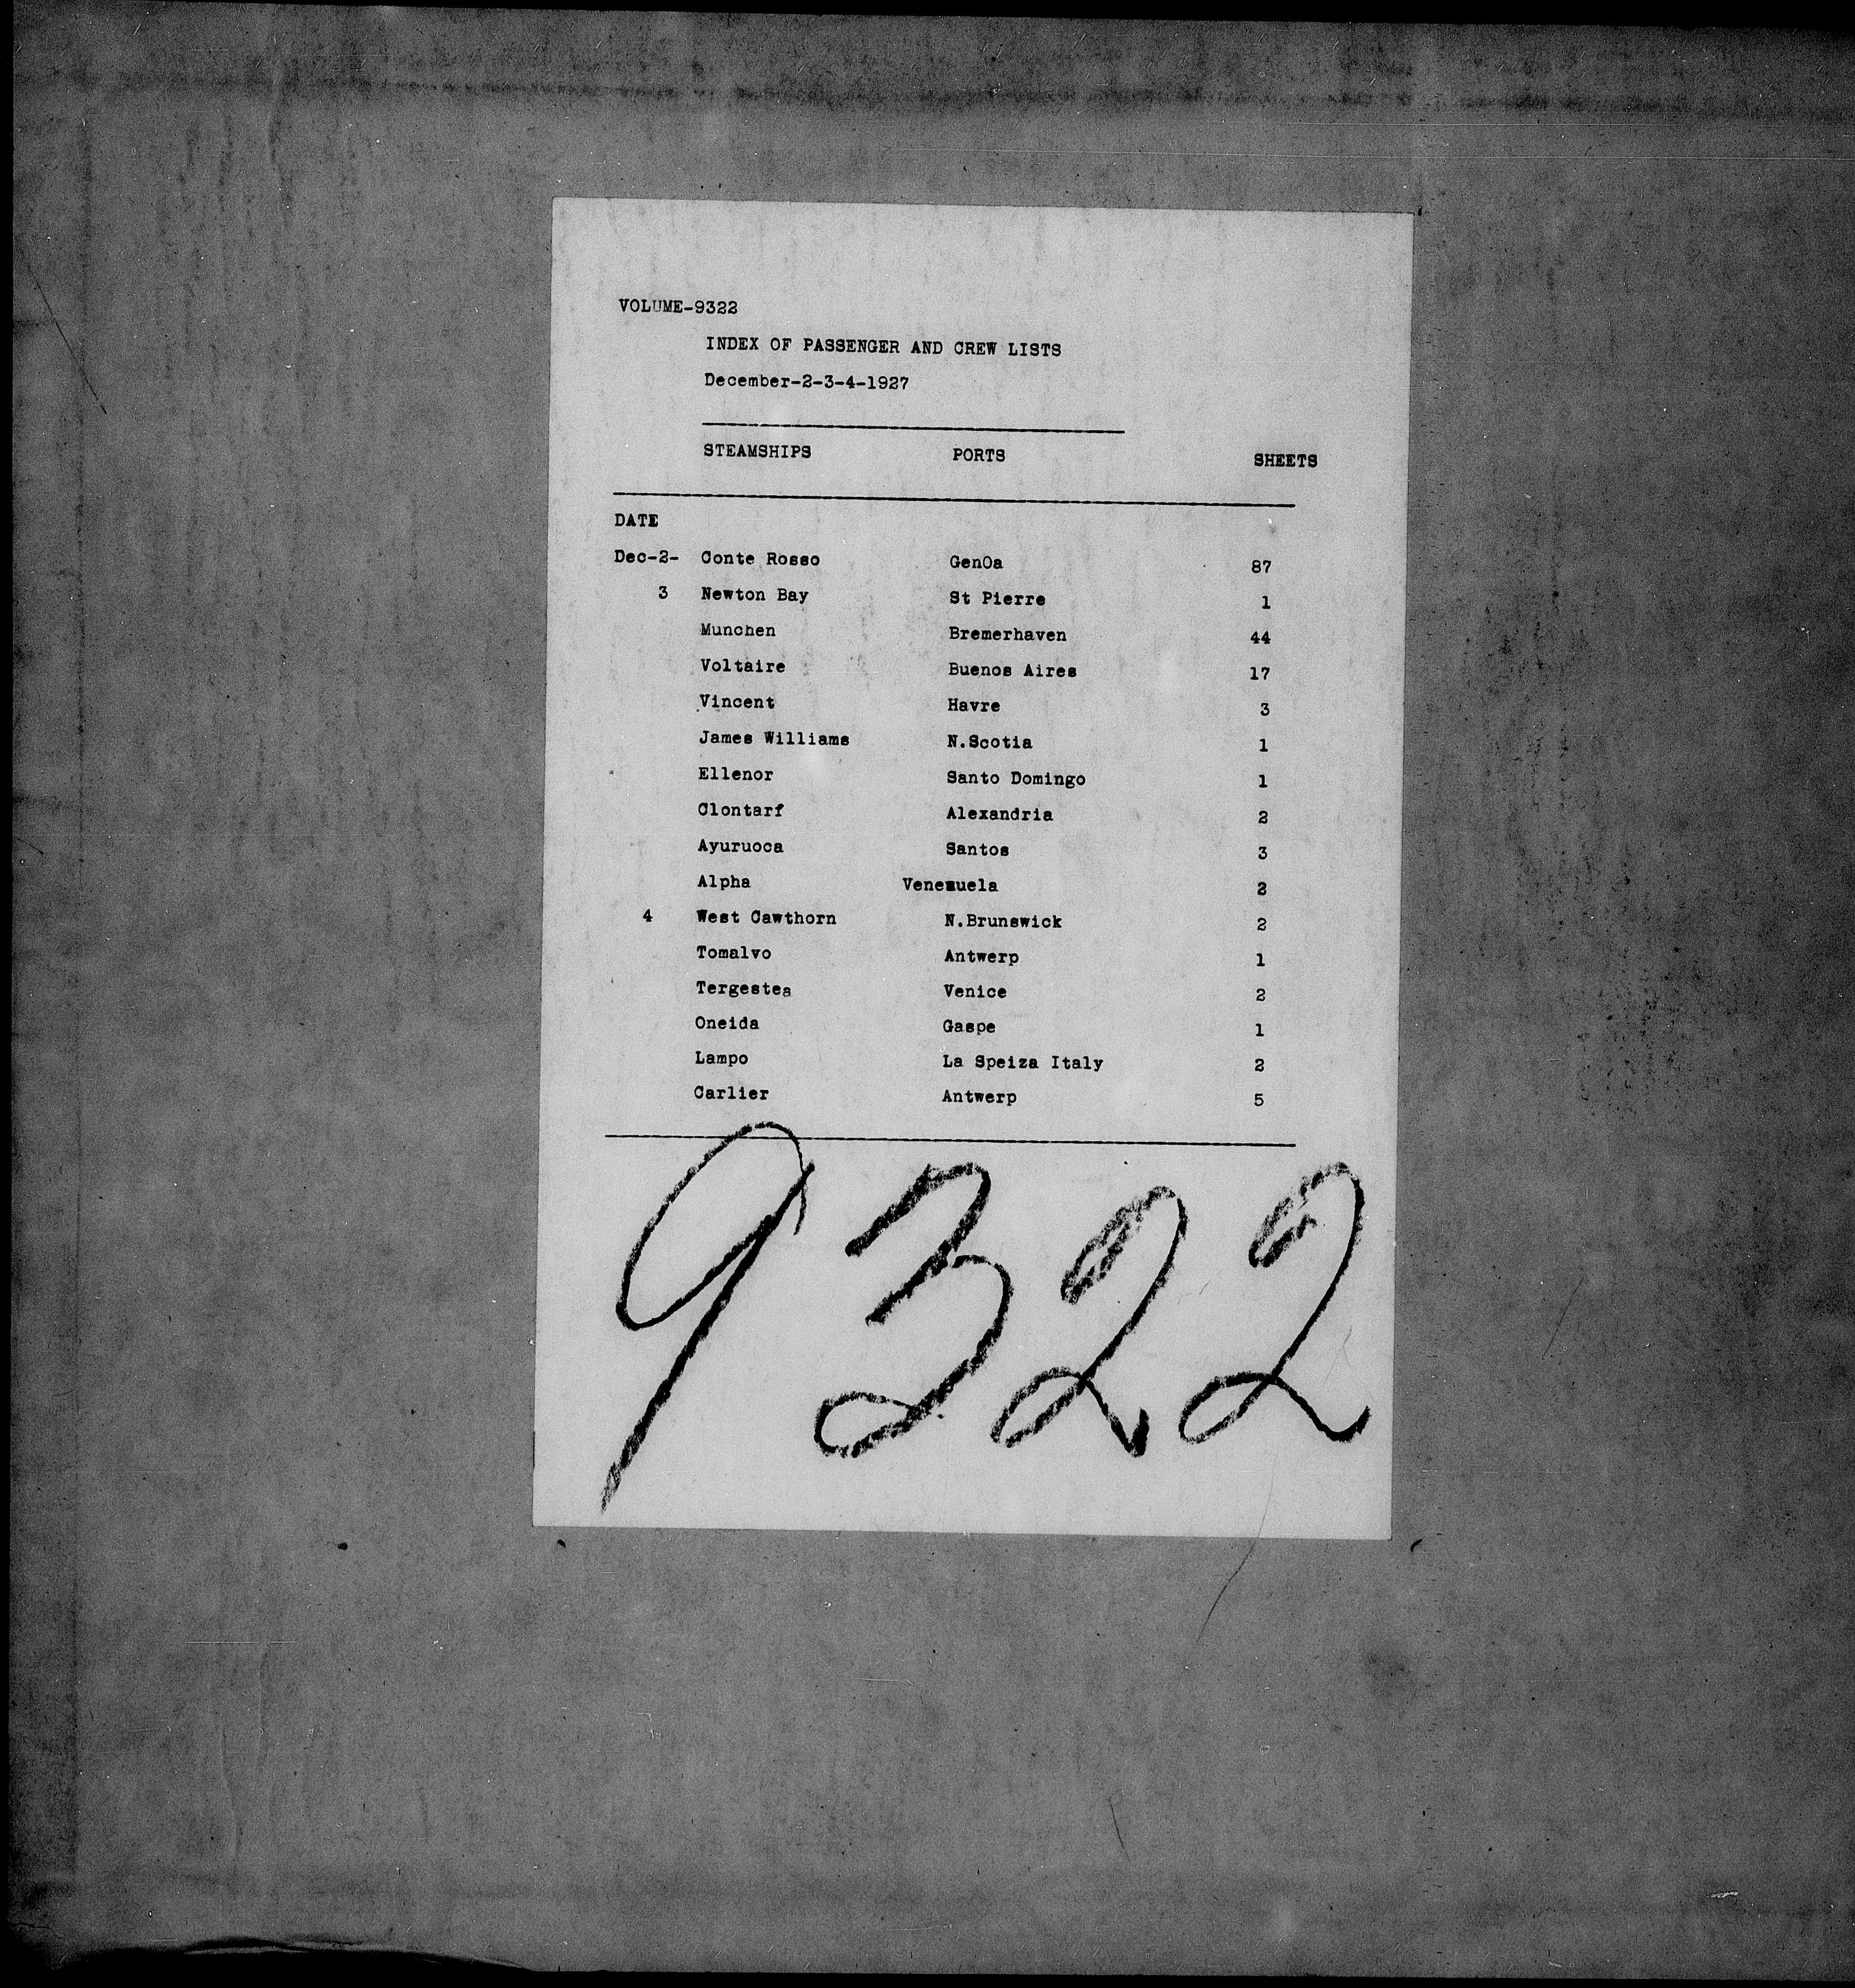 VOLUME-9322
INDEX OF PASSENGER AND CREW LISTS
December-2-3-4-1927
STEAMSHIPS PORTS SHEETS
DATE
Dec-2- Conte Rosso GenOa 87
3 Newton Bay St Pierre 1
Munchen Bremerhaven 44
Voltaire Buenos Aires 17
Vincent Havre 3
James Williams N.Scotia 1
Ellenor Santo Domingo 1
Clontarf Alexandria 2
Ayuruoca Santos 3
Alpha Venezuela 2
4 West Cawthorn N.Brunswick 2
Tomalvo Antwerp 1
Tergestea Venice 2
Oneida Gaspe 1
Lampo La Speiza Italy 2
Carlier Antwerp 5
9322